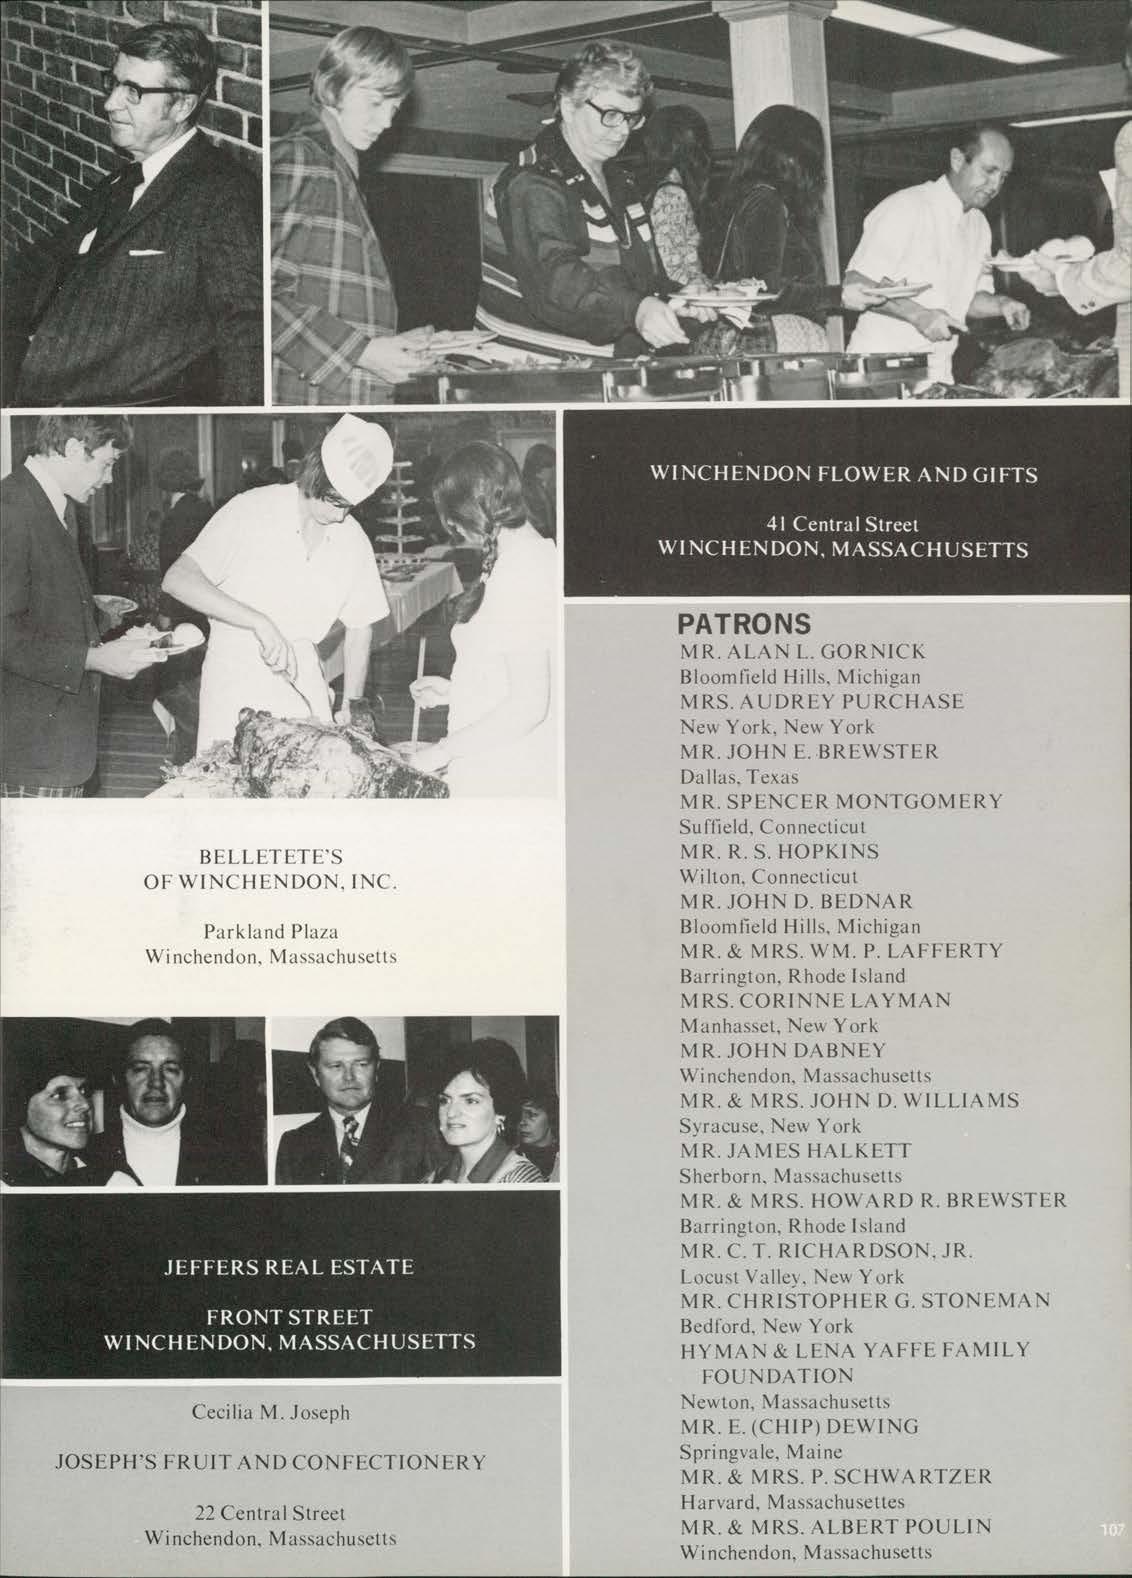 WINCHENDON FLOWER AND GIFTS
41 Central Street
WINCHENDON, MASSACHUSETTS
BELLETETE'S
OF WINCHENDON, INC.
Parkland Plaza
Winchendon, Massachusetts
JEFFERS REAL ESTATE
FRONT STREET
WINCHENDON, MASSACHUSETTS
Cecilia M. Joseph
JOSEPH'S FRUIT AND CONFECTIONERY
22 Central Street
Winchendon, Massachusetts
PATRONS
MR. ALAN L. GORNICK
Bloomfield Hills, Michigan
MRS. AUDREY PURCHASE
New York, New York
MR. JOHN E. BREWSTER
Dallas, Texas
MR. SPENCER MONTGOMERY
Suffield, Connecticut
MR. R. S. HOPKINS
Wilton, Connecticut
MR. JOHN D. BEDNAR
Bloomfield Hills, Michigan
MR. & MRS. WM. P. LAFFERTY
Barrington, Rhode Island
MRS. CORINNE LAYMAN
Manhasset, New York
MR. JOHN DABNEY
Winchendon, Massachusetts
MR. & MRS. JOHN D. WILLIAMS
Syracuse, New York
MR. JAMES HALKETT
Sherborn, Massachusetts
MR. & MRS. HOWARD R. BREWSTER
Barrington, Rhode Island
MR. C. T. RICHARDSON, JR.
Locust Valley, New York
MR. CHRISTOPHER G. STONEMAN
Bedford, New York
HYMAN & LENA YAFFE FAMILY
FOUNDATION
Newton, Massachusetts
MR. E. (CHIP) DEWING
Springvale, Maine
MR. & MRS. P. SCHWARTZER
Harvard, Massachusettes
MR. & MRS. ALBERT POULIN
Winchendon, Massachusetts
107